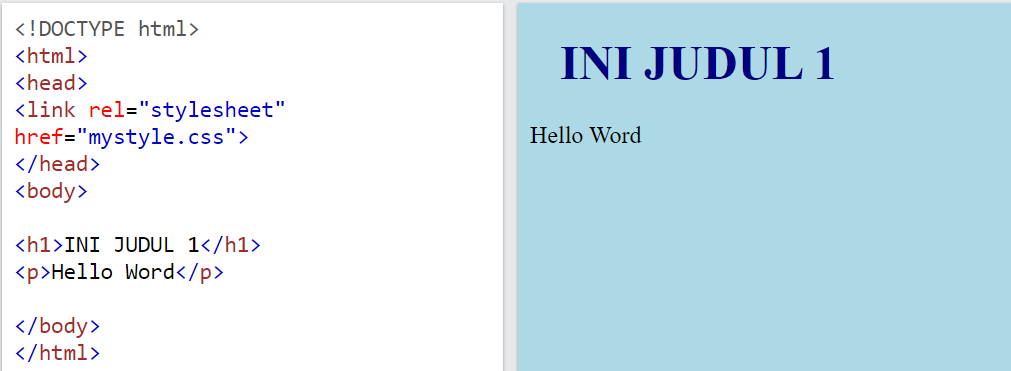 <!DOCTYPE html>
<html>
<head>
<link rel="stylesheet"
href="mystyle.css">
</head>
<body>
<h1>INI JUDUL 1</h1>
<p>Hello Word</p>
</body>
</html>
INI JUDUL 1
Hello Word